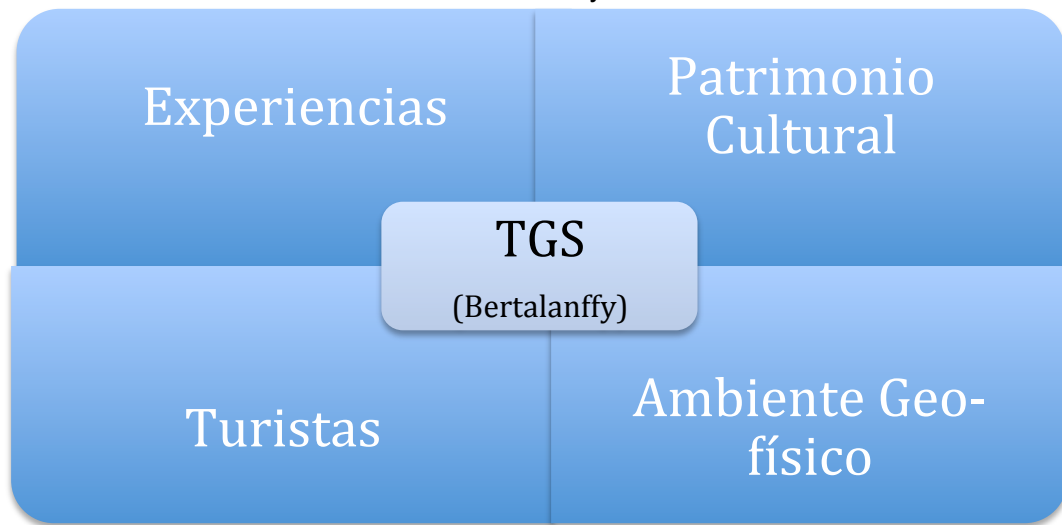 Experiencias
Patrimonio
Cultural
TGS
(Bertalanffy)
Turistas
Ambiente Geo-
físico